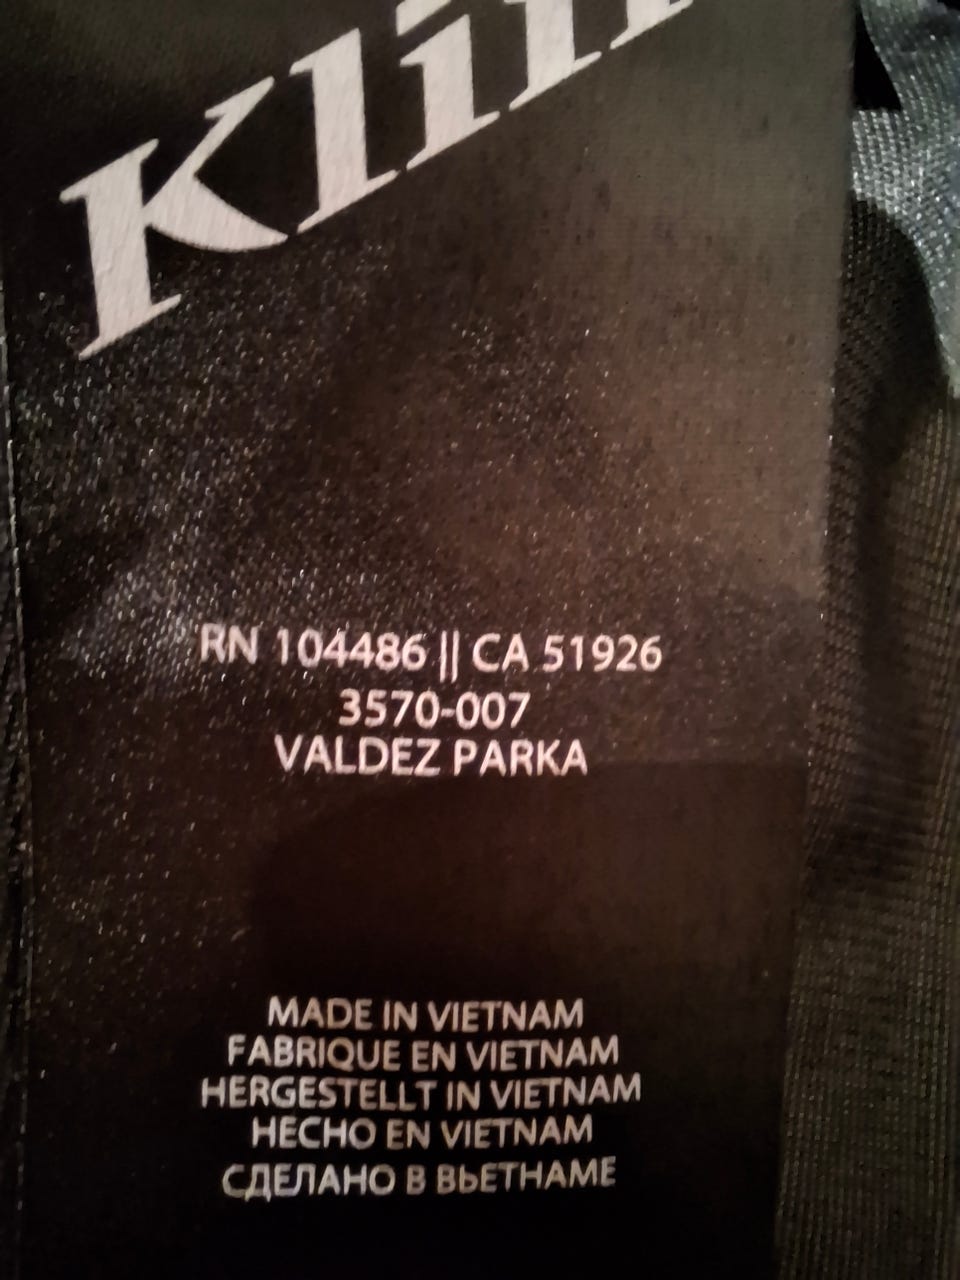 Klim
RN 104486 || CA 51926
3570-007
VALDEZ PARKA
MADE IN VIETNAM
FABRIQUE EN VIETNAM
HERGESTELLT IN VIETNAM
HECHO EN VIETNAM
СДЕЛАНО В ВЬЕТНАМЕ